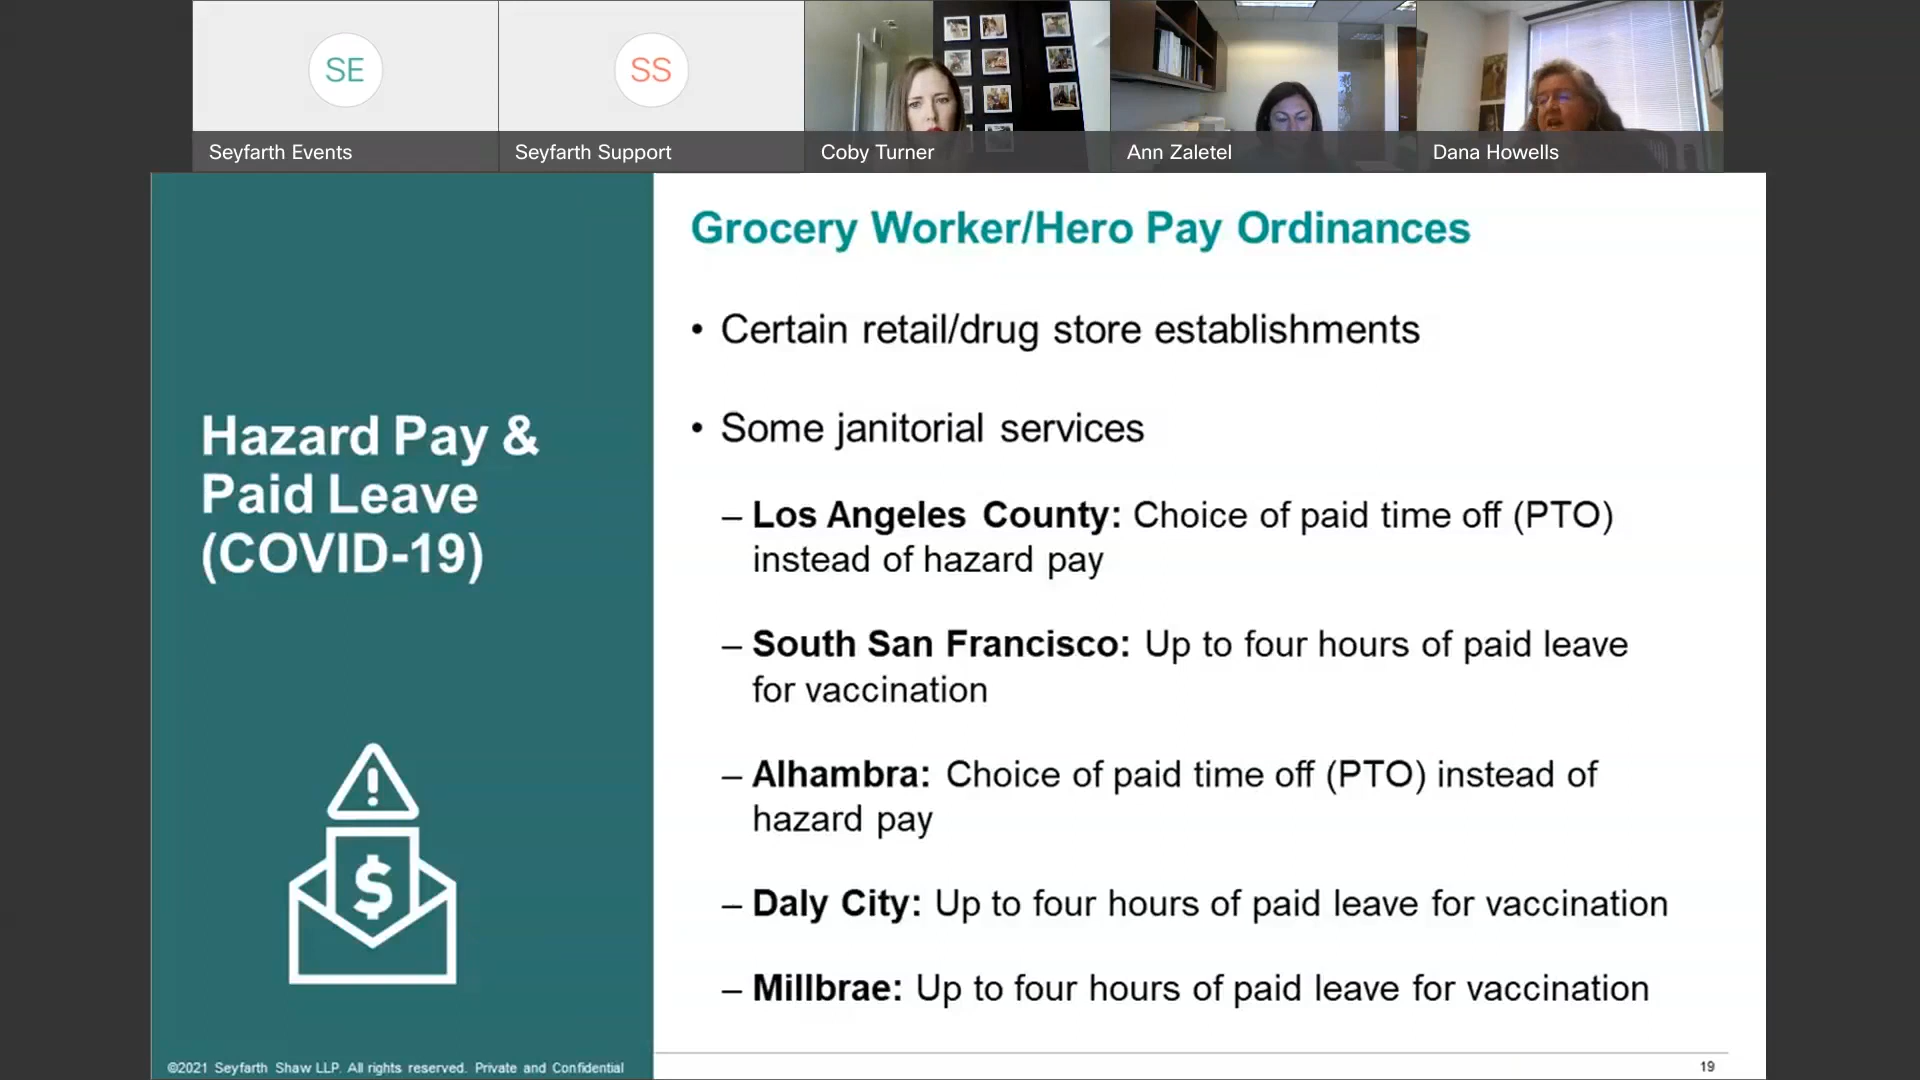 SE
SS
Seyfarth Events
Seyfarth Support
Coby Turner
Ann Zaletel
Dana Howells
Hazard Pay &
Paid Leave
(COVID-19)
$
©2021 Seyfarth Shaw LLP. All rights reserved. Private and Confidential
Grocery Worker/Hero Pay Ordinances
• Certain retail/drug store establishments
• Some janitorial services
– Los Angeles County: Choice of paid time off (PTO)
instead of hazard pay
– South San Francisco: Up to four hours of paid leave
for vaccination
– Alhambra: Choice of paid time off (PTO) instead of
hazard pay
– Daly City: Up to four hours of paid leave for vaccination
– Millbrae: Up to four hours of paid leave for vaccination
19